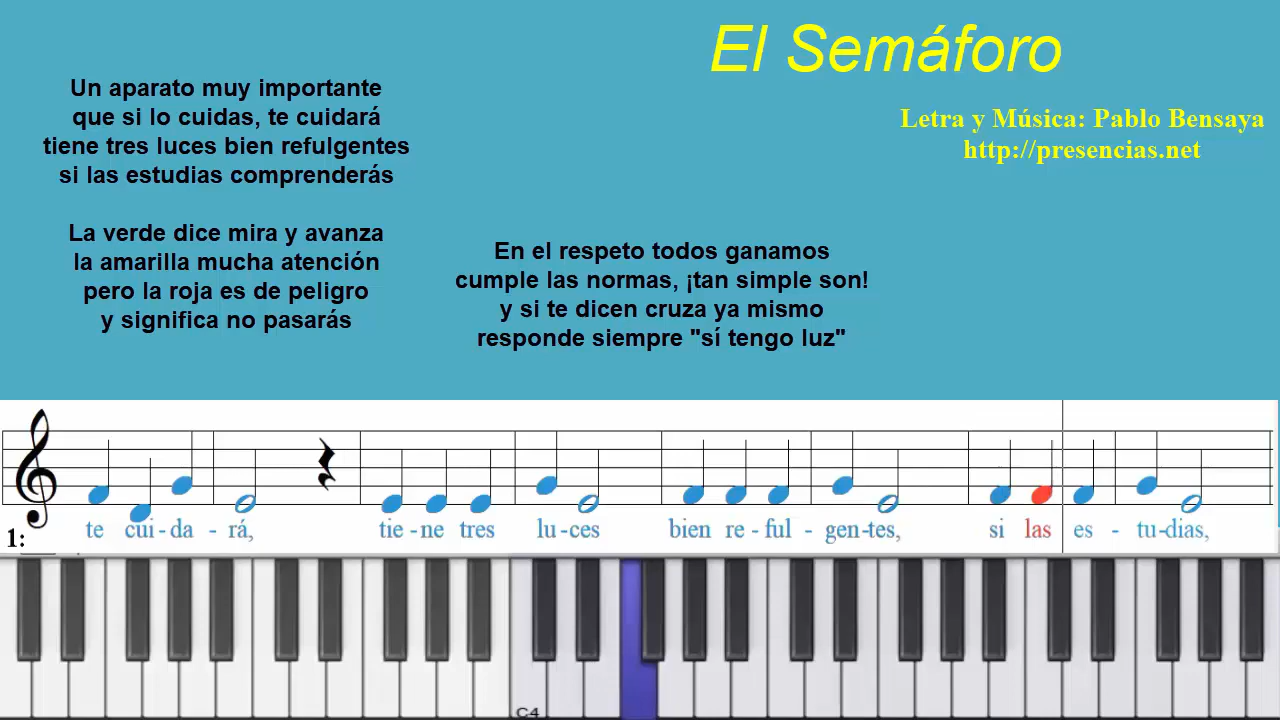 El Semáforo
Letra y Música: Pablo Bensaya
http://presencias.net
Un aparato muy importante
que si lo cuidas, te cuidará
tiene tres luces bien refulgentes
si las estudias comprenderás
La verde dice mira y avanza
la amarilla mucha atención
pero la roja es de peligro
y significa no pasarás
En el respeto todos ganamos
cumple las normas, ¡tan simple son!
y si te dicen cruza ya mismo
responde siempre "sí tengo luz"
1: te cui-da - rá, tie-ne tres lu-ces bien re-ful - gen-tes, si las es - tu-dias,
C4